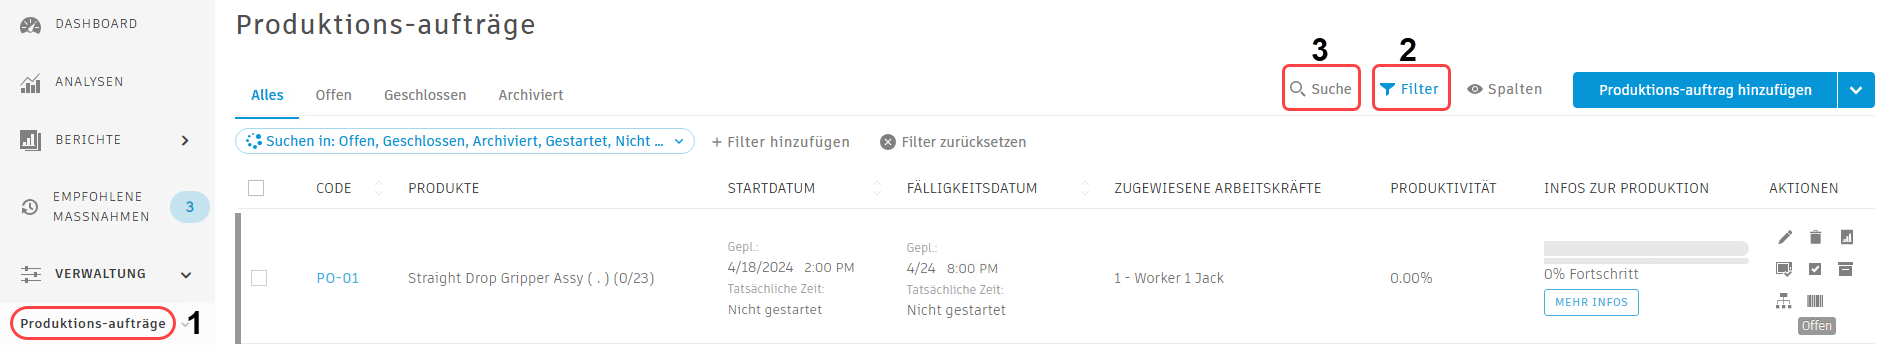 DASHBOARD
ANALYSEN
BERICHTE
EMPFOHLENE
MASSNAHMEN
3
VERWALTUNG
Produktions-aufträge
1
Produktions-aufträge
3
2
Alles
Offen
Geschlossen
Archiviert
Suche
Filter
Spalten
Produktions-auftrag hinzufügen
Suchen in: Offen, Geschlossen, Archiviert, Gestartet, Nicht ...
+ Filter hinzufügen
Filter zurücksetzen
CODE
PRODUKTE
STARTDATUM
FÄLLIGKEITSDATUM
ZUGEWIESENE ARBEITSKRÄFTE
PRODUKTIVITÄT
INFOS ZUR PRODUKTION
AKTIONEN
PO-01
Straight Drop Gripper Assy ( . ) (0/23)
Gepl.:
4/18/2024 2:00 PM
Tatsächliche Zeit:
Nicht gestartet
Gepl.:
4/24 8:00 PM
Tatsächliche Zeit:
Nicht gestartet
1 - Worker 1 Jack
0.00%
0% Fortschritt
MEHR INFOS
Offen